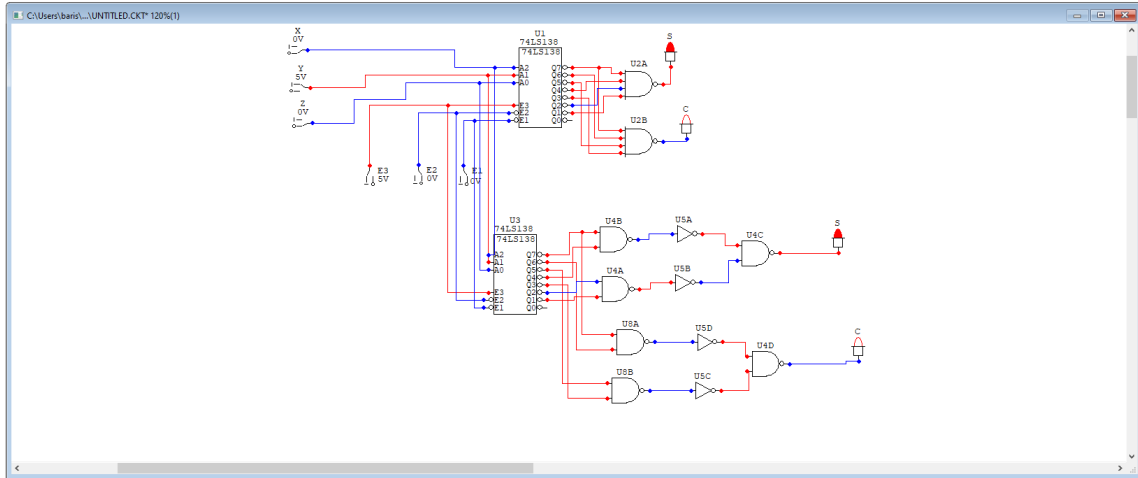 C:\Users\baris\...\UNTITLED.CKT* 120%(1)
X
0V
Y
5V
Z
0V
U1
74LS138
74LS138
A2
A1
A0
E3
E2
E1
Q7
Q6
Q5
Q4
Q3
Q2
Q1
Q0
U2A
S
U2B
C
E3
5V
E2
0V
E1
0V
U3
74LS138
74LS138
A2
A1
A0
E3
E2
E1
Q7
Q6
Q5
Q4
Q3
Q2
Q1
Q0
U4B
U5A
U4C
S
U4A
U5B
U8A
U5D
U4D
C
U8B
U5C